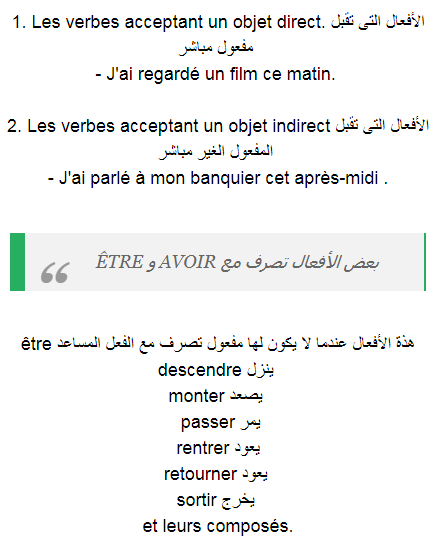 1. Les verbes acceptant un objet direct. الأفعال التى تقبل
مفعول مباشر
- J'ai regardé un film ce matin.
2. Les verbes acceptant un objet indirect الأفعال التى تقبل
المفعول الغير مباشر
- J'ai parlé à mon banquier cet après-midi .
بعض الأفعال تصرف مع AVOIR و ÊTRE
هذة الأفعال عندما لا يكون لها مفعول تصرف مع الفعل المساعد être
descendre ينزل
monter يصعد
passer يمر
rentrer يعود
retourner يعود
sortir يخرج
et leurs composés.